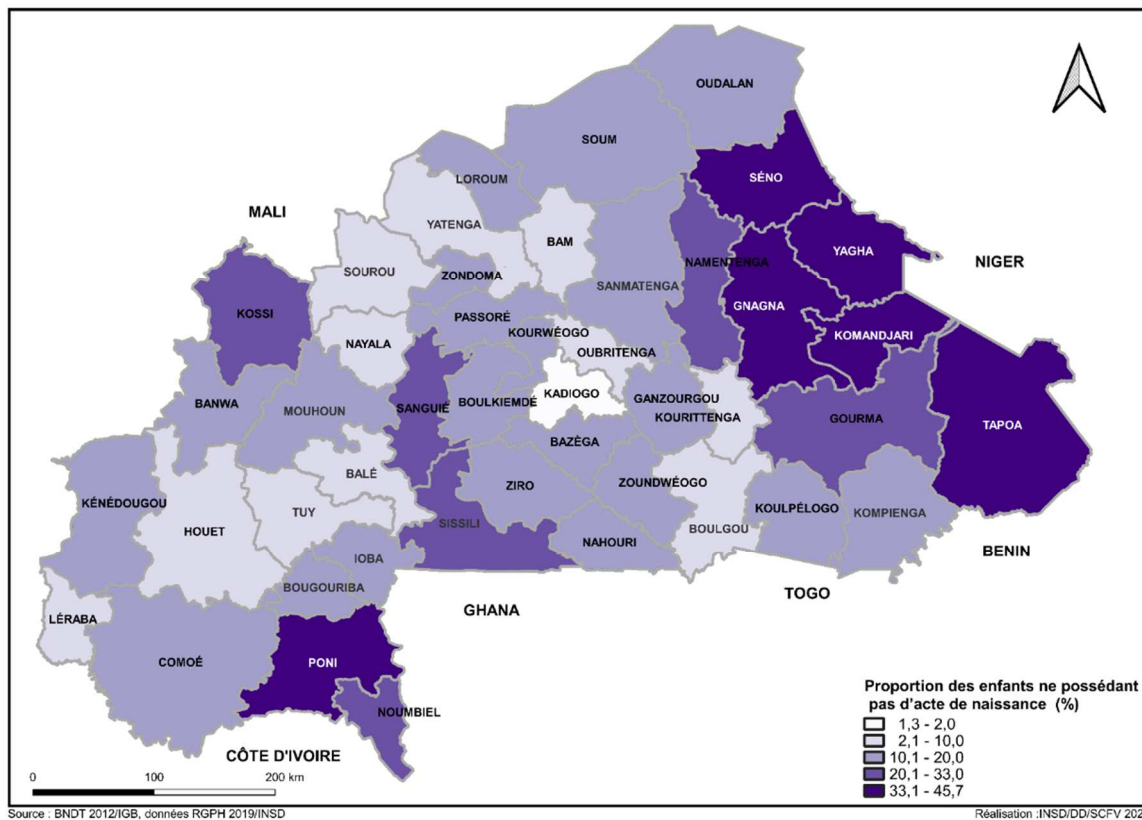 OUDALAN
SOUM
SÉNO
LOROUM
MALI
YATENGA
BAM
YAGHA
NIGER
SOUROU
ZONDOMA
NAMENTENGA
SANMATENGA
GNAGNA
KOSSI
PASSORÉ
KOURWÉOGO
KOMANDJARI
NAYALA
OUBRITENGA
KADIOGO
BANWA
MOUHOUN
SANGUIÉ
BOULKIEMDÉ
GANZOURGOU
KOURITTENGA
GOURMA
TAPOA
BAZÈGA
BALÉ
KÉNÉDOUGOU
ZIRO
ZOUNDWÉOGO
KOULPÉLOGO
KOMPIENGA
TUY
HOUET
SISSILI
BOULGOU
NAHOURI
BENIN
IOBA
BOUGOURIBA
TOGO
GHANA
LÉRABA
COMOÉ
PONI
NOUMBIEL
CÔTE D'IVOIRE
Proportion des enfants ne possédant
pas d'acte de naissance (%)
1,3 - 2,0
2,1 - 10,0
10,1 - 20,0
20,1 - 33,0
33,1 - 45,7
0 100 200 km
Source : BNDT 2012/IGB, données RGPH 2019/INSD
Réalisation :INSD/DD/SCFV 202